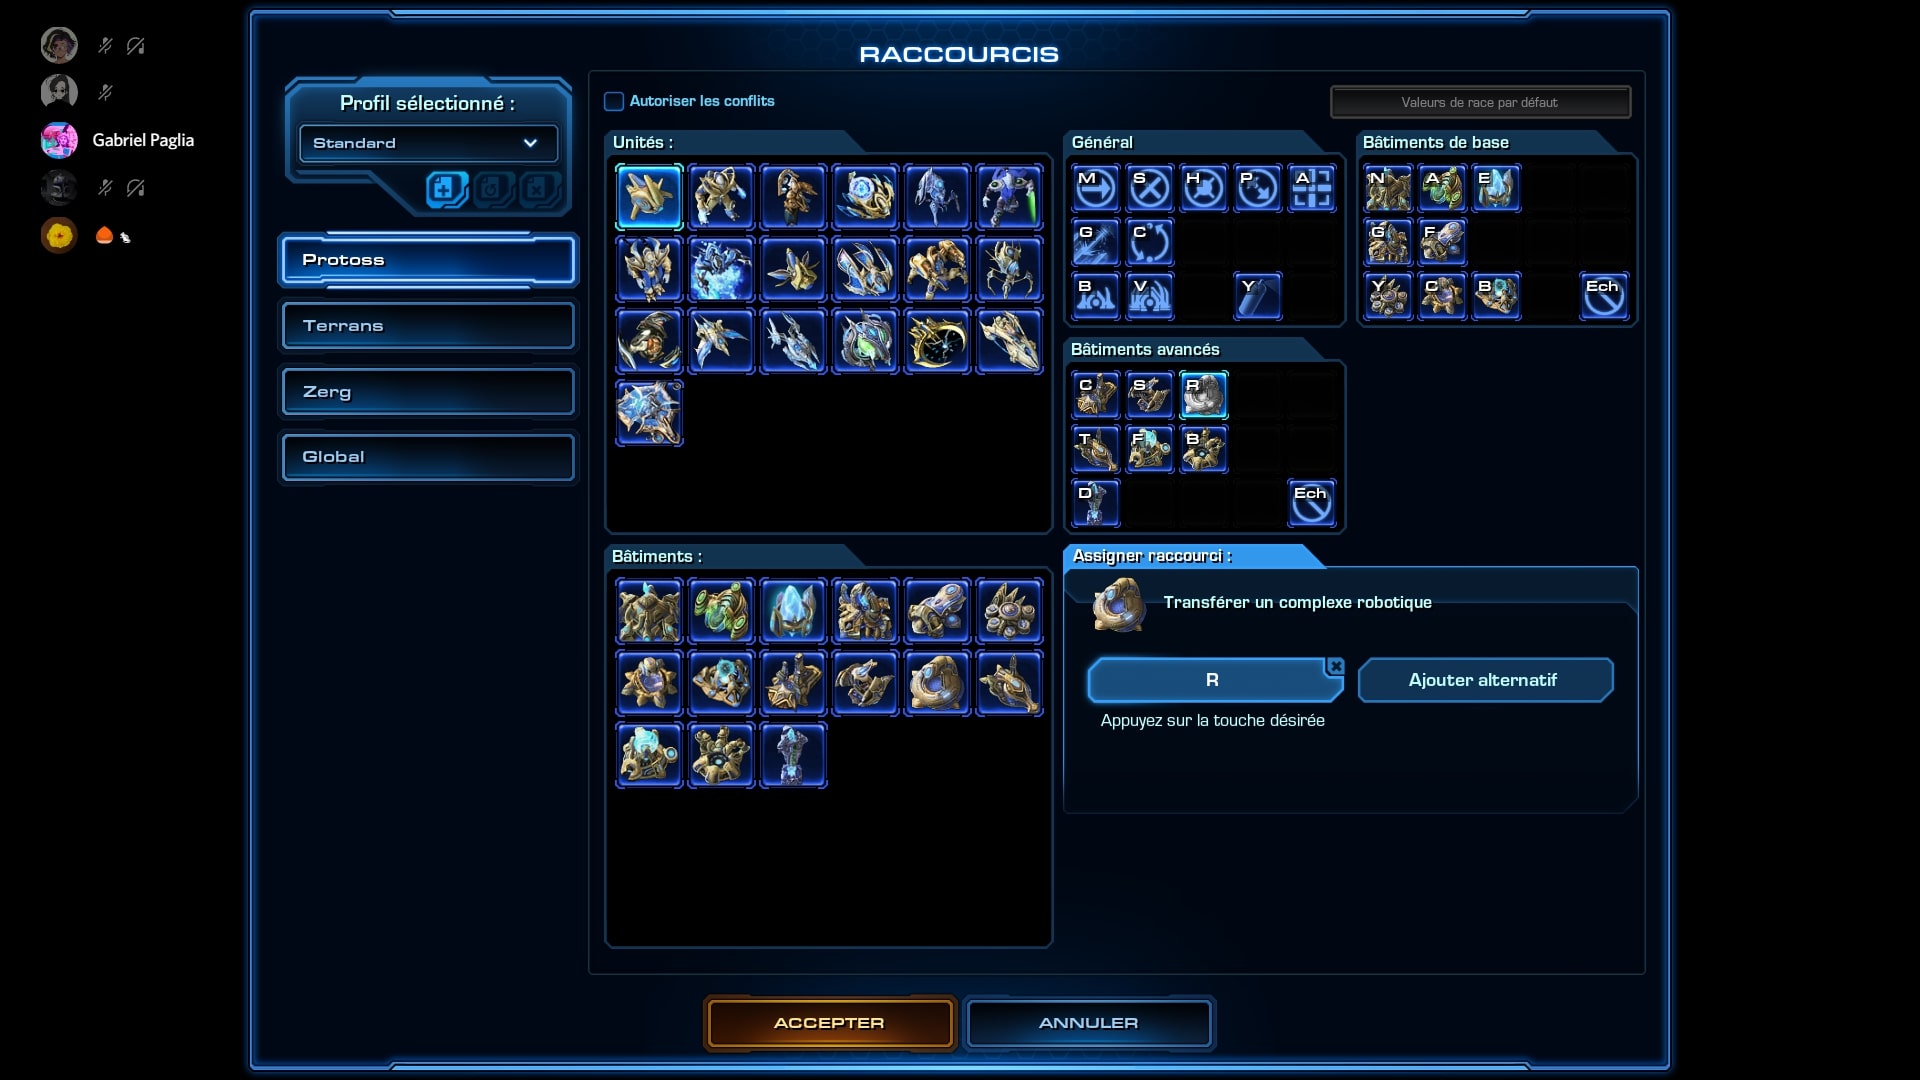 RACCOURCIS
Gabriel Paglia
Profil sélectionné :
Standard
Protoss
Terrans
Zerg
Global
Autoriser les conflits
Valeurs de race par défaut
Unités :
Général
M S H P A
G C
B V Y
Bâtiments de base
N A E
G F
Y C B Ech
Bâtiments avancés
C S R
T F B
D Ech
Bâtiments :
Assigner raccourci :
Transférer un complexe robotique
R
Ajouter alternatif
Appuyez sur la touche désirée
ACCEPTER
ANNULER